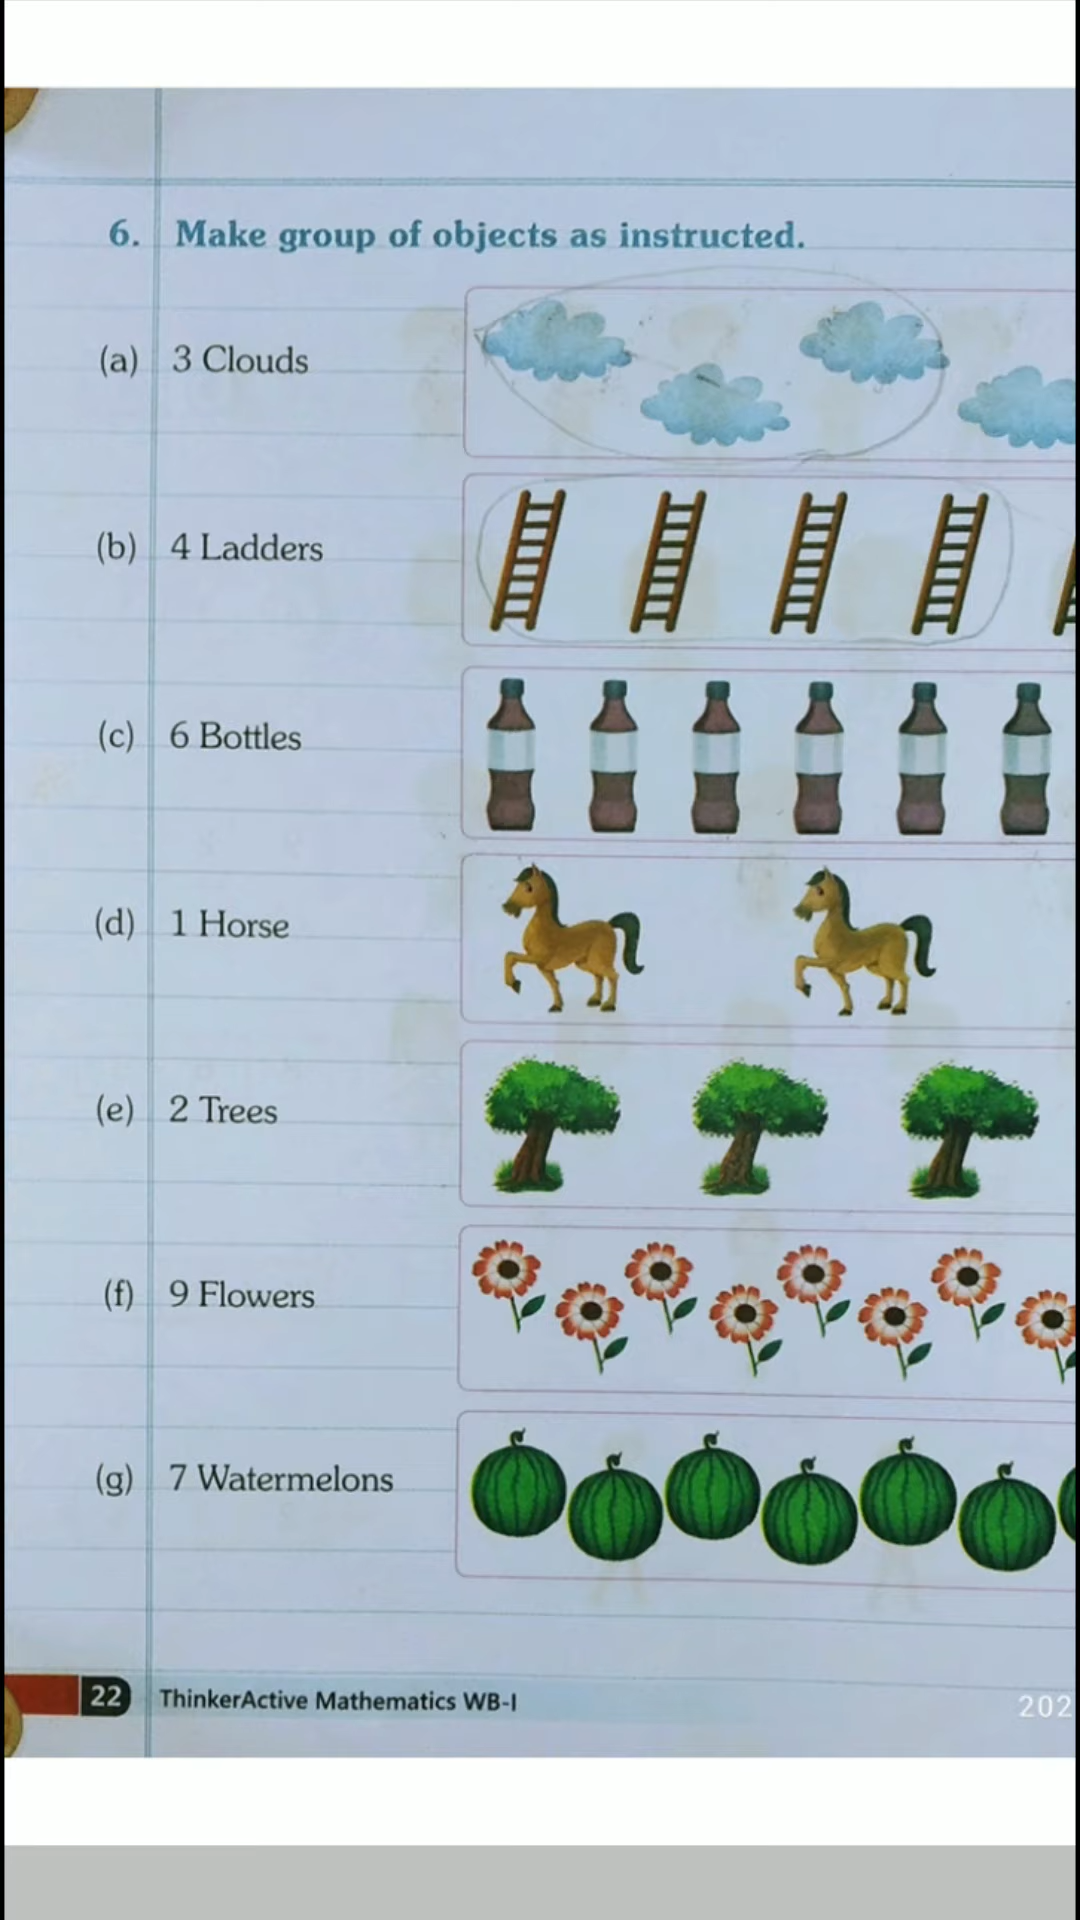 6. Make group of objects as instructed.
(a) 3 Clouds
(b) 4 Ladders
(c) 6 Bottles
(d) 1 Horse
(e) 2 Trees
(f) 9 Flowers
(g) 7 Watermelons
22 ThinkerActive Mathematics WB-I
202